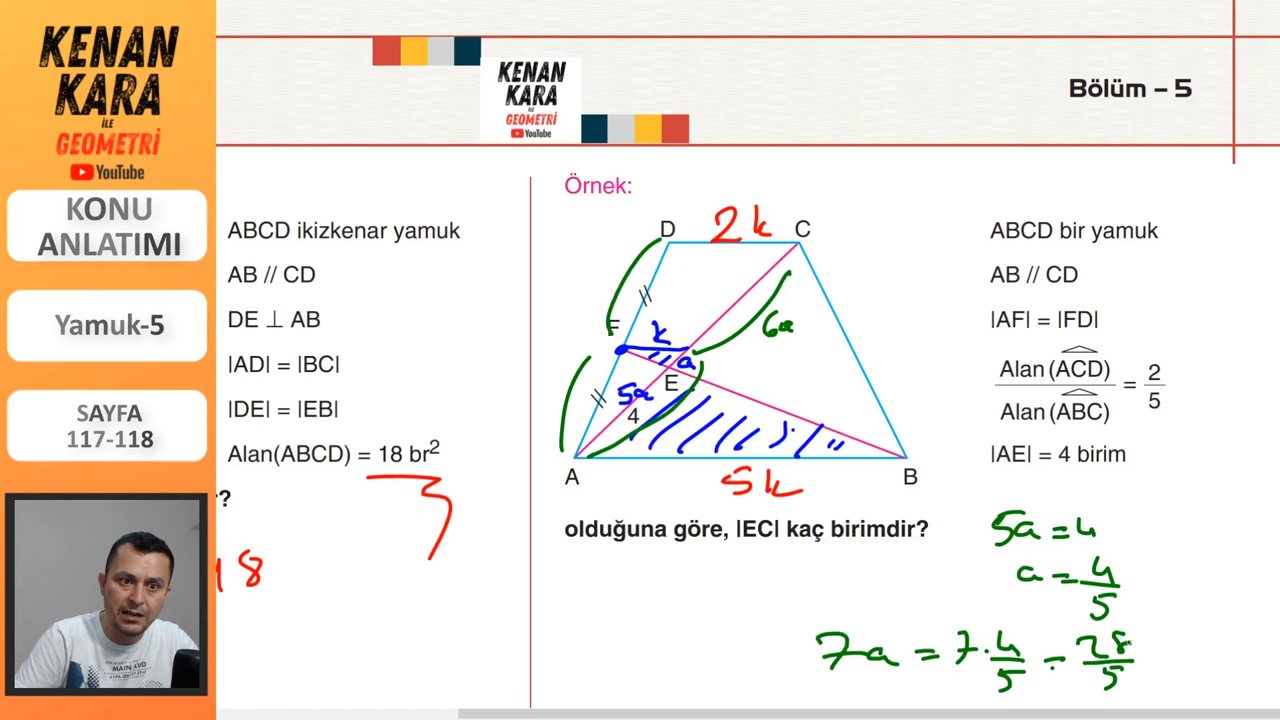 KENAN
KARA
İLE
GEOMETRİ
YouTube
KONU
ANLATIMI
Yamuk-5
SAYFA
117-118
KENAN
KARA
İLE
GEOMETRİ
YouTube
Bölüm – 5
ABCD ikizkenar yamuk
AB // CD
DE ⊥ AB
|AD| = |BC|
|DE| = |EB|
Alan(ABCD) = 18 br²
r?
18
Örnek:
D 2k C
F k
6a
a
E
5a
4
A 5k B
ABCD bir yamuk
AB // CD
|AF| = |FD|
Alan(ACD) / Alan(ABC) = 2/5
|AE| = 4 birim
olduğuna göre, |EC| kaç birimdir?
5a = 4
a = 4/5
7a = 7·4/5 = 28/5